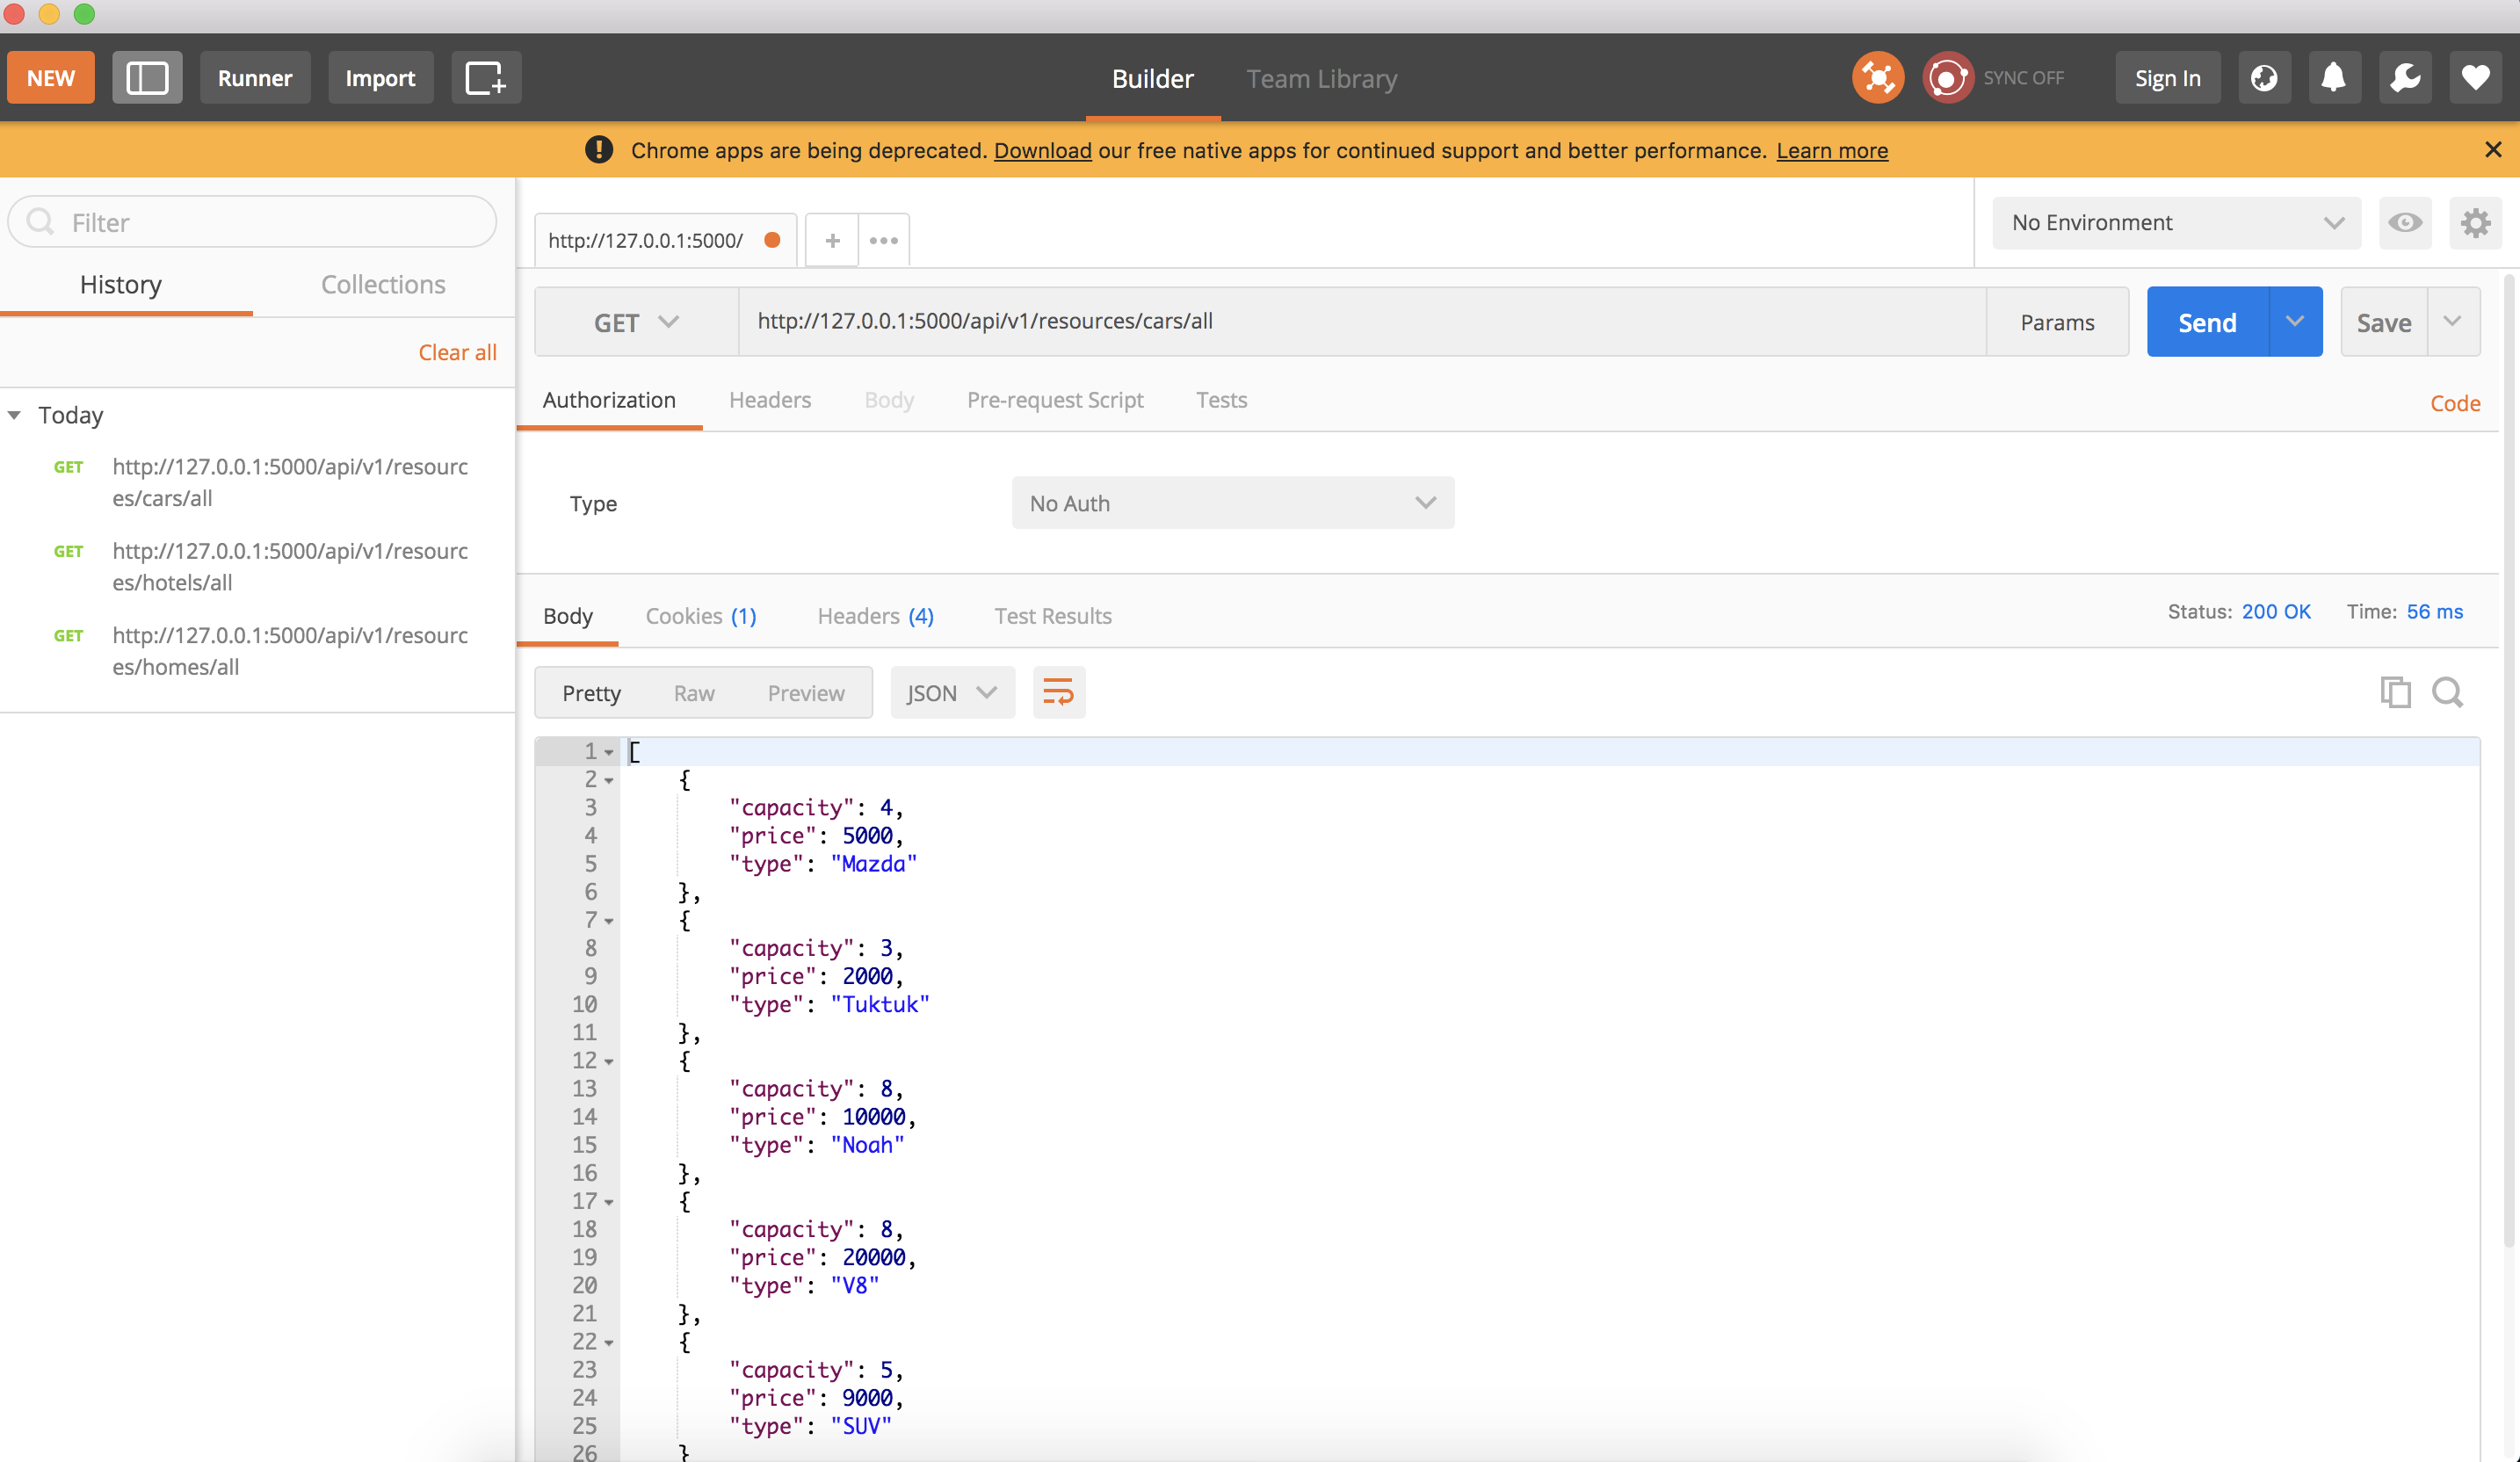 NEW Runner Import Builder Team Library SYNC OFF Sign In
Chrome apps are being deprecated. Download our free native apps for continued support and better performance. Learn more
Filter
History Collections
Clear all
Today
GET http://127.0.0.1:5000/api/v1/resourc
es/cars/all
GET http://127.0.0.1:5000/api/v1/resourc
es/hotels/all
GET http://127.0.0.1:5000/api/v1/resourc
es/homes/all
http://127.0.0.1:5000/
No Environment
GET http://127.0.0.1:5000/api/v1/resources/cars/all Params Send Save
Authorization Headers Body Pre-request Script Tests Code
Type No Auth
Body Cookies (1) Headers (4) Test Results Status: 200 OK Time: 56 ms
Pretty Raw Preview JSON
1 [
2 {
3 "capacity": 4,
4 "price": 5000,
5 "type": "Mazda"
6 },
7 {
8 "capacity": 3,
9 "price": 2000,
10 "type": "Tuktuk"
11 },
12 {
13 "capacity": 8,
14 "price": 10000,
15 "type": "Noah"
16 },
17 {
18 "capacity": 8,
19 "price": 20000,
20 "type": "V8"
21 },
22 {
23 "capacity": 5,
24 "price": 9000,
25 "type": "SUV"
26 }